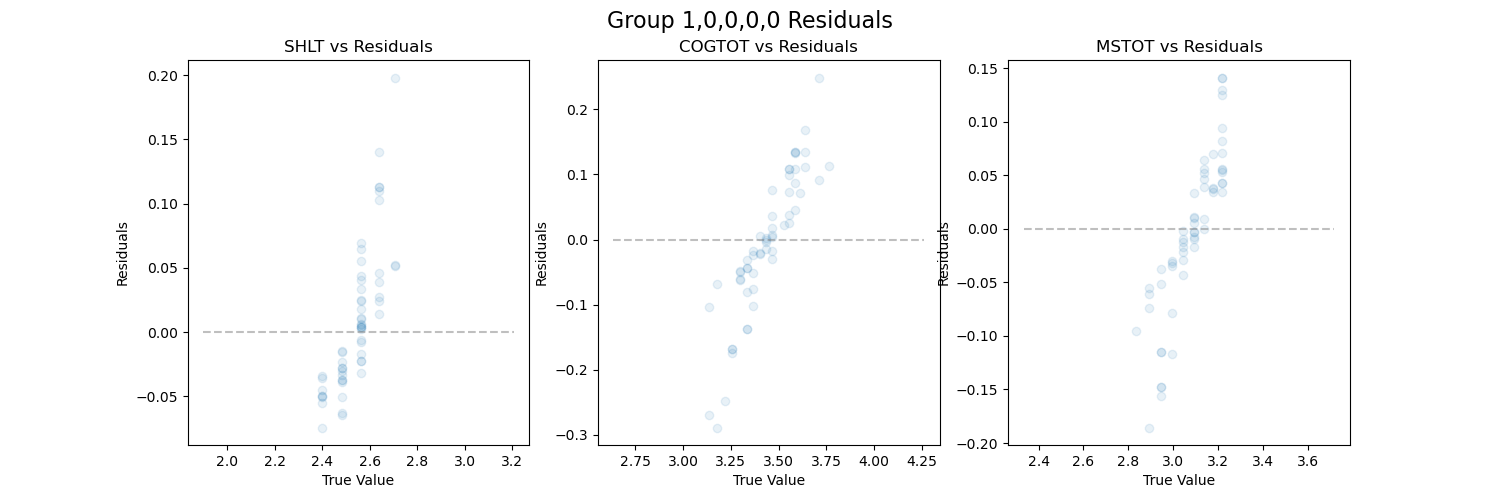 Group 1,0,0,0,0 Residuals
SHLT vs Residuals
COGTOT vs Residuals
MSTOT vs Residuals
Residuals
0.20
0.15
0.10
0.05
0.00
−0.05
2.0 2.2 2.4 2.6 2.8 3.0 3.2
True Value
Residuals
0.2
0.1
0.0
−0.1
−0.2
−0.3
2.75 3.00 3.25 3.50 3.75 4.00 4.25
True Value
Residuals
0.15
0.10
0.05
0.00
−0.05
−0.10
−0.15
−0.20
2.4 2.6 2.8 3.0 3.2 3.4 3.6
True Value